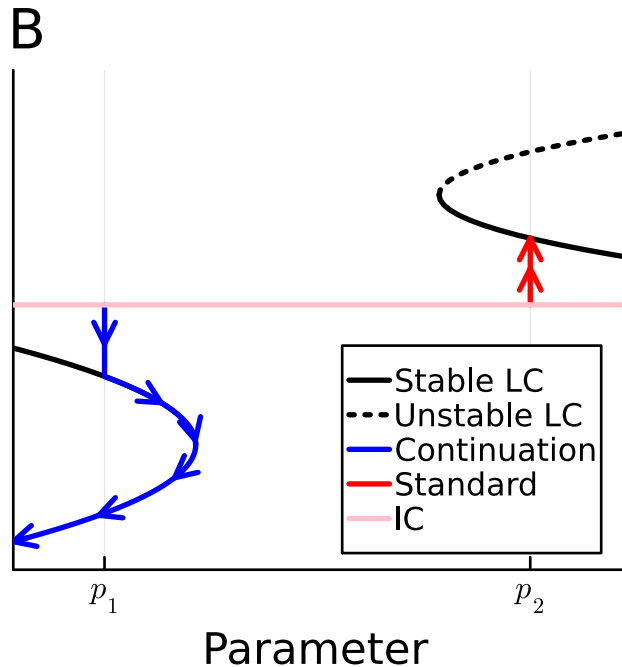 B
Stable LC
Unstable LC
Continuation
Standard
IC
p₁
p₂
Parameter